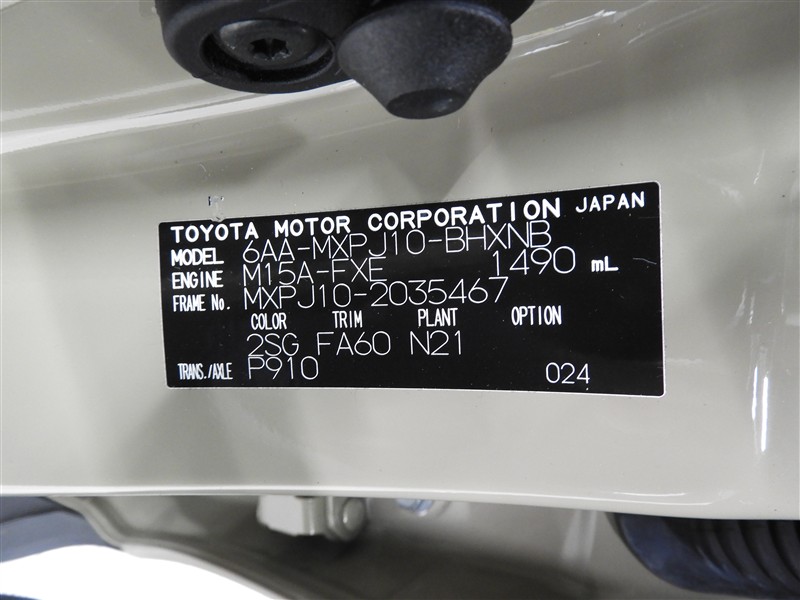 TOYOTA MOTOR CORPORATION JAPAN
MODEL 6AA-MXPJ10-BHXNB
ENGINE M15A-FXE 1490 mL
FRAME No. MXPJ10-2035467
COLOR TRIM PLANT OPTION
2SG FA60 N21
TRANS./AXLE P910 024